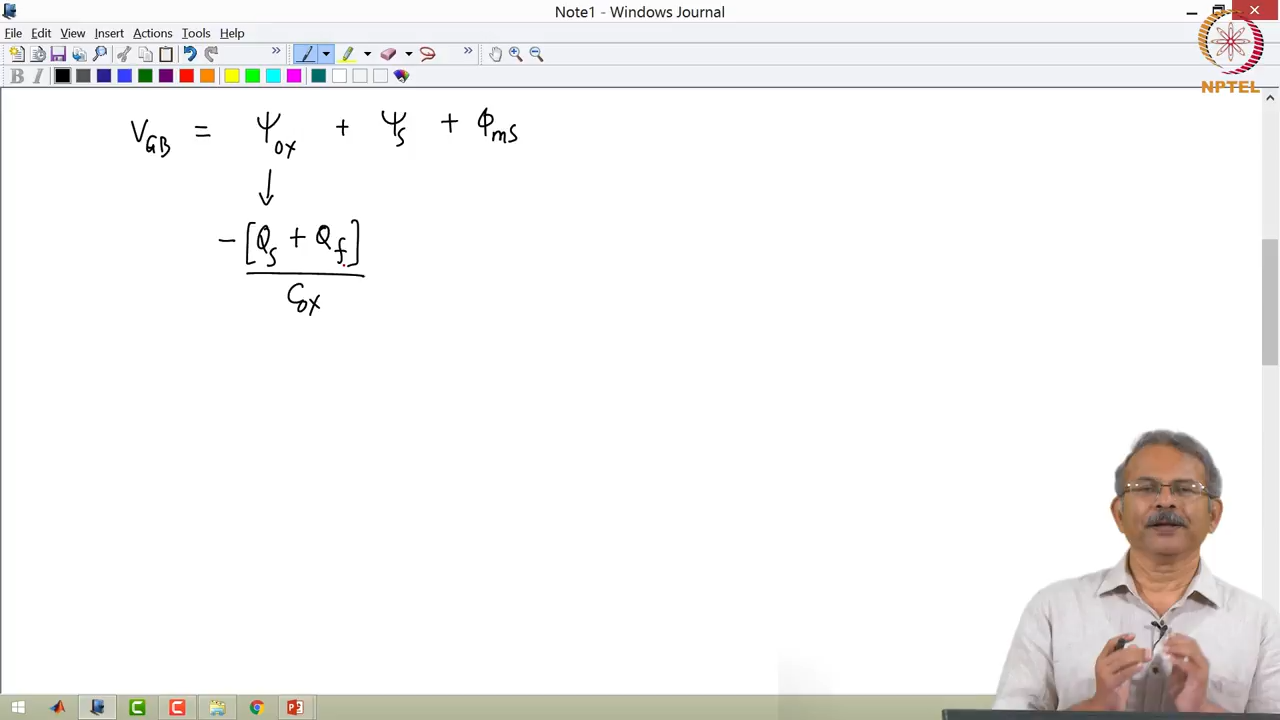 Note1 - Windows Journal
File Edit View Insert Actions Tools Help
NPTEL
V_GB = Ψ_ox + Ψ_s + Φ_ms
↓
-[Q_s + Q_f]
C_ox